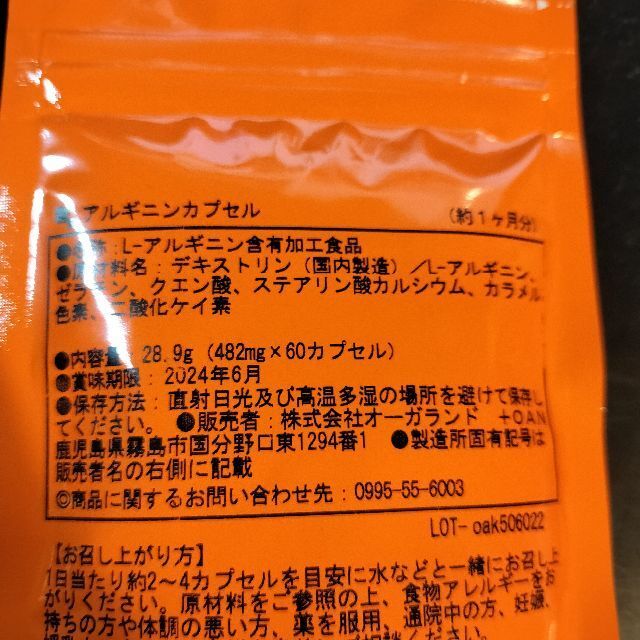 アルギニンカプセル (約1ヶ月分)
●名称:L-アルギニン含有加工食品
●原材料名:デキストリン(国内製造)/L-アルギニン、
ゼラチン、クエン酸、ステアリン酸カルシウム、カラメル
色素、二酸化ケイ素
●内容量:28.9g(482mg×60カプセル)
●賞味期限:2024年6月
●保存方法:直射日光及び高温多湿の場所を避けて保存し
てください。 ●販売者:株式会社オーガランド +OAN
鹿児島県霧島市国分野口東1294番1 ●製造所固有記号は
販売者名の右側に記載
◎商品に関するお問い合わせ先:0995-55-6003
LOT- oak506022
【お召し上がり方】
1日当たり約2〜4カプセルを目安に水などと一緒にお召し上
がりください。原材料をご参照の上、食物アレルギーをお
持ちの方や体調の悪い方、薬を服用、通院中の方、妊娠、